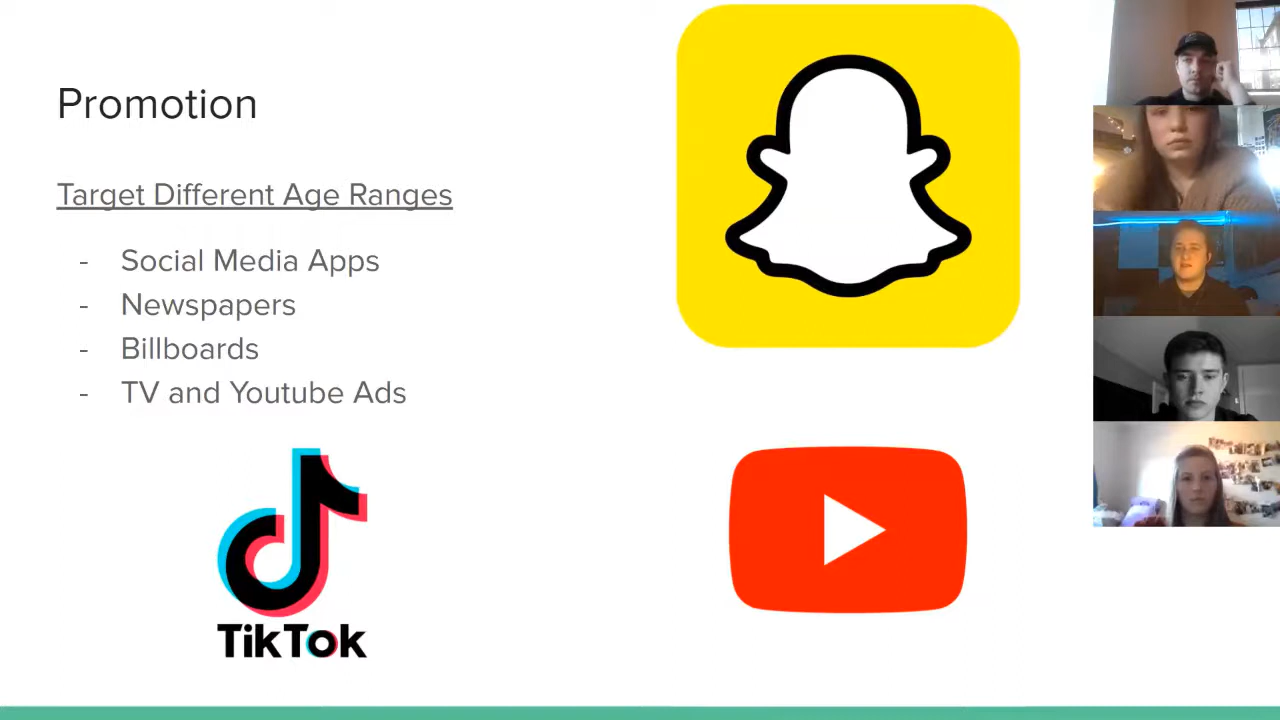 Promotion
Target Different Age Ranges
- Social Media Apps
- Newspapers
- Billboards
- TV and Youtube Ads
TikTok